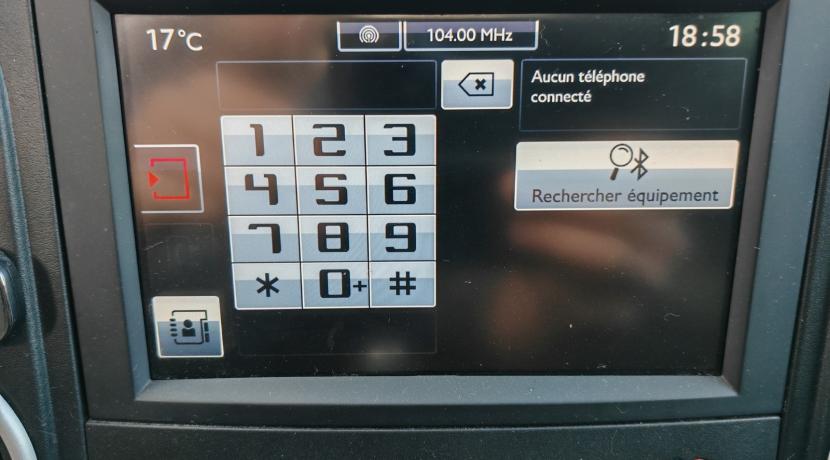 17°C
104.00 MHz
18:58
Aucun téléphone
connecté
1 2 3
4 5 6
7 8 9
* 0+ #
Rechercher équipement